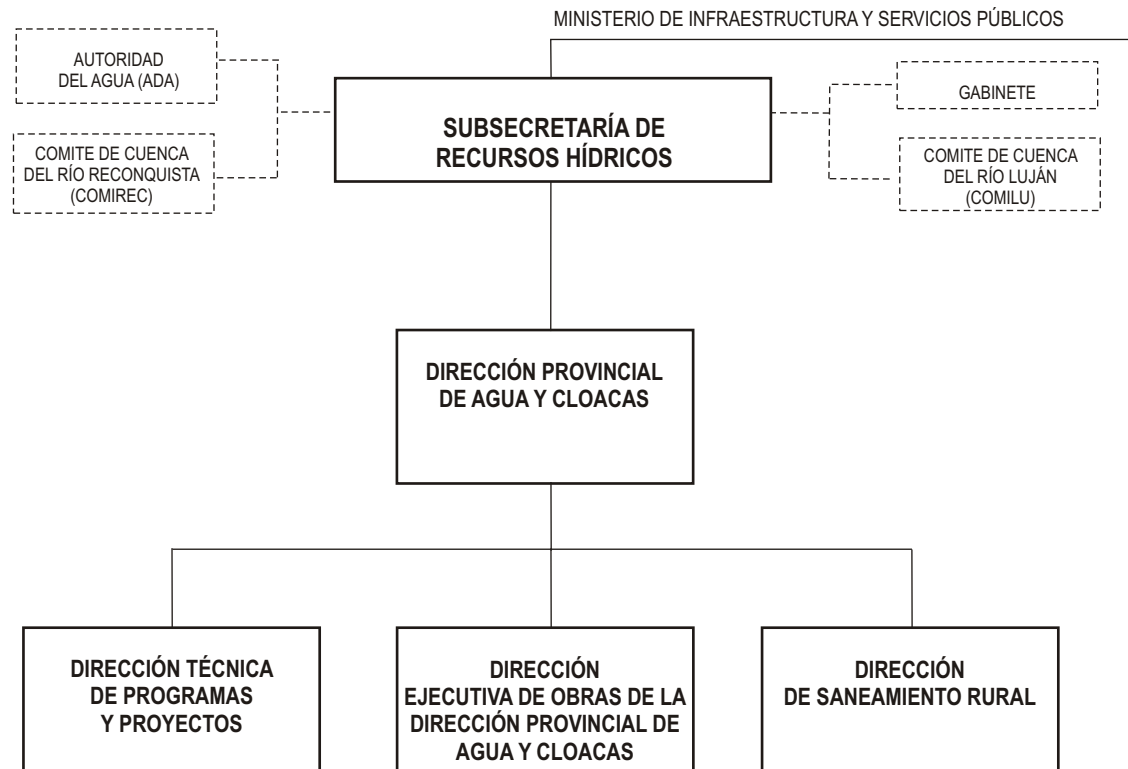 MINISTERIO DE INFRAESTRUCTURA Y SERVICIOS PÚBLICOS
AUTORIDAD
DEL AGUA (ADA)
COMITE DE CUENCA
DEL RÍO RECONQUISTA
(COMIREC)
SUBSECRETARÍA DE
RECURSOS HÍDRICOS
GABINETE
COMITE DE CUENCA
DEL RÍO LUJÁN
(COMILU)
DIRECCIÓN PROVINCIAL
DE AGUA Y CLOACAS
DIRECCIÓN TÉCNICA
DE PROGRAMAS
Y PROYECTOS
DIRECCIÓN
EJECUTIVA DE OBRAS DE LA
DIRECCIÓN PROVINCIAL DE
AGUA Y CLOACAS
DIRECCIÓN
DE SANEAMIENTO RURAL